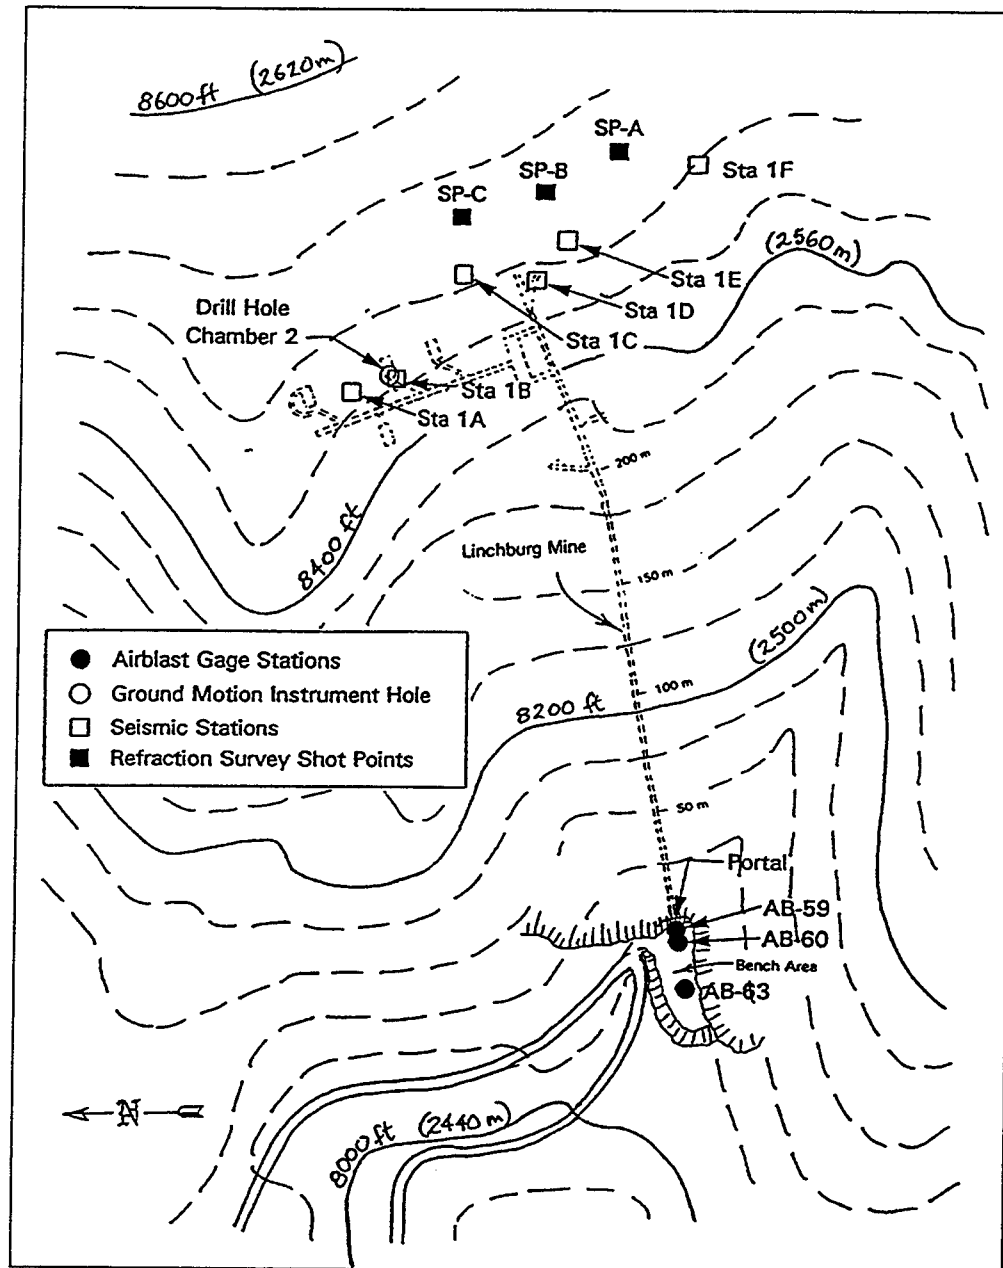 8600 ft (2620m)
SP-A
SP-B
SP-C
Sta 1F
(2560m)
Sta 1E
Sta 1D
Sta 1C
Drill Hole
Chamber 2
Sta 1B
Sta 1A
200 m
8400 ft
Linchburg Mine
150 m
(2500m)
Airblast Gage Stations
Ground Motion Instrument Hole
Seismic Stations
Refraction Survey Shot Points
100 m
8200 ft
50 m
Portal
AB-59
AB-60
Bench Area
AB-63
N
8000 ft (2440 m)